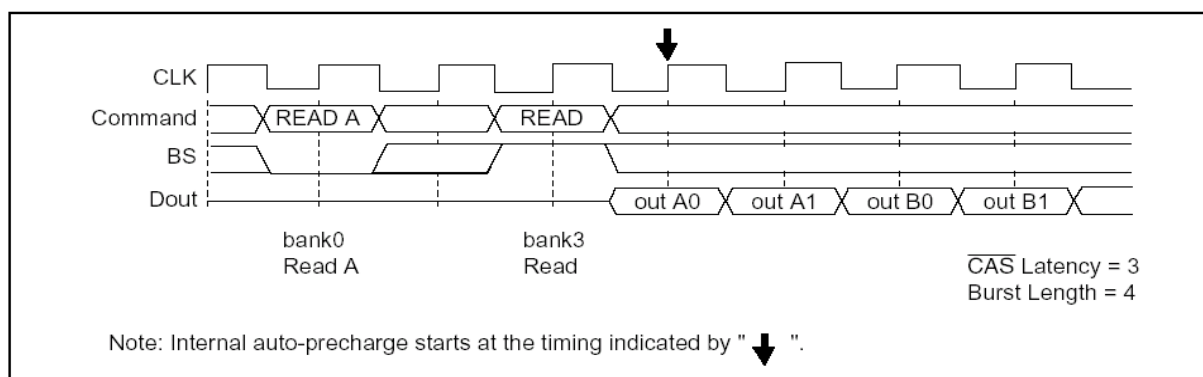 CLK
Command READ A READ
BS
Dout out A0 out A1 out B0 out B1
bank0 bank3
Read A Read
CAS Latency = 3
Burst Length = 4
Note: Internal auto-precharge starts at the timing indicated by " ".